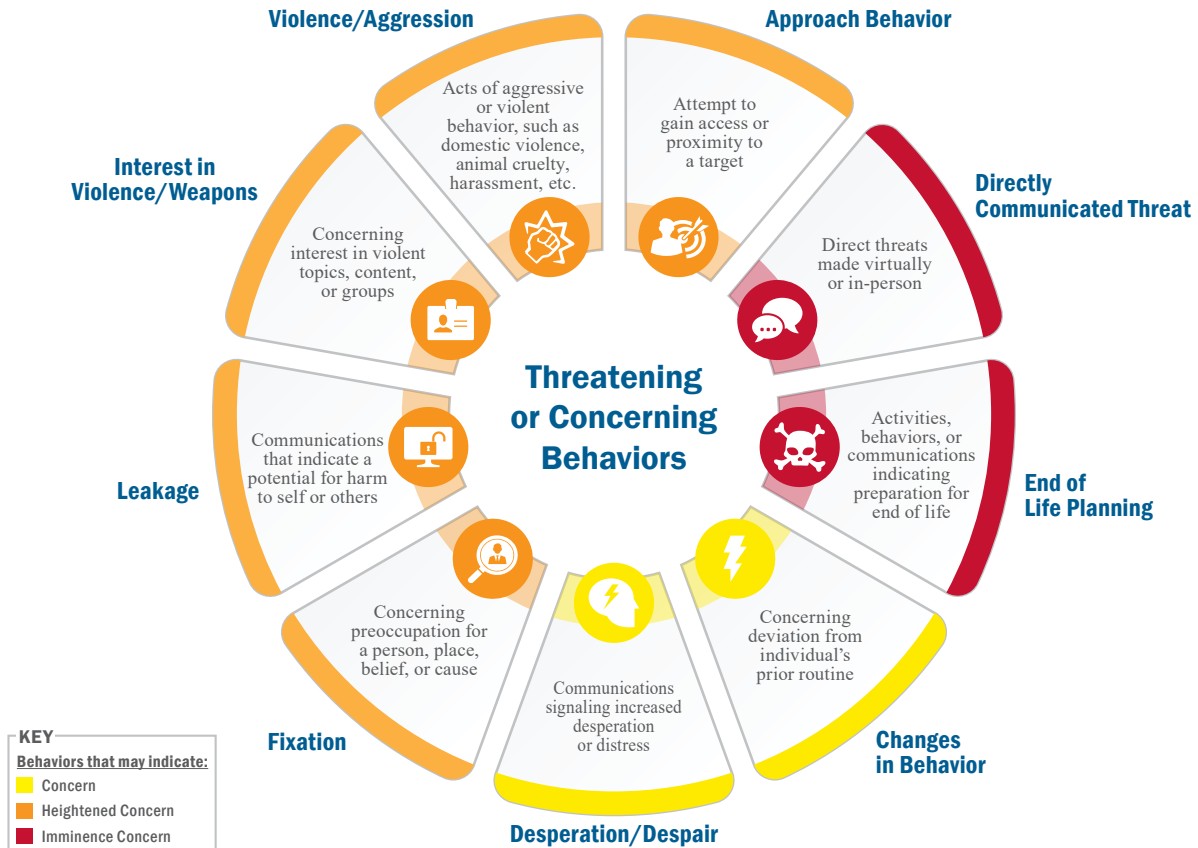 Violence/Aggression
Acts of aggressive
or violent
behavior, such as
domestic violence,
animal cruelty,
harassment, etc.
Approach Behavior
Attempt to
gain access or
proximity to
a target
Directly
Communicated Threat
Direct threats
made virtually
or in-person
End of
Life Planning
Activities,
behaviors, or
communications
indicating
preparation for
end of life
Changes
in Behavior
Concerning
deviation from
individual’s
prior routine
Desperation/Despair
Communications
signaling increased
desperation
or distress
Fixation
Concerning
preoccupation for
a person, place,
belief, or cause
Leakage
Communications
that indicate a
potential for harm
to self or others
Interest in
Violence/Weapons
Concerning
interest in violent
topics, content,
or groups
Threatening
or Concerning
Behaviors
KEY
Behaviors that may indicate:
Concern
Heightened Concern
Imminence Concern